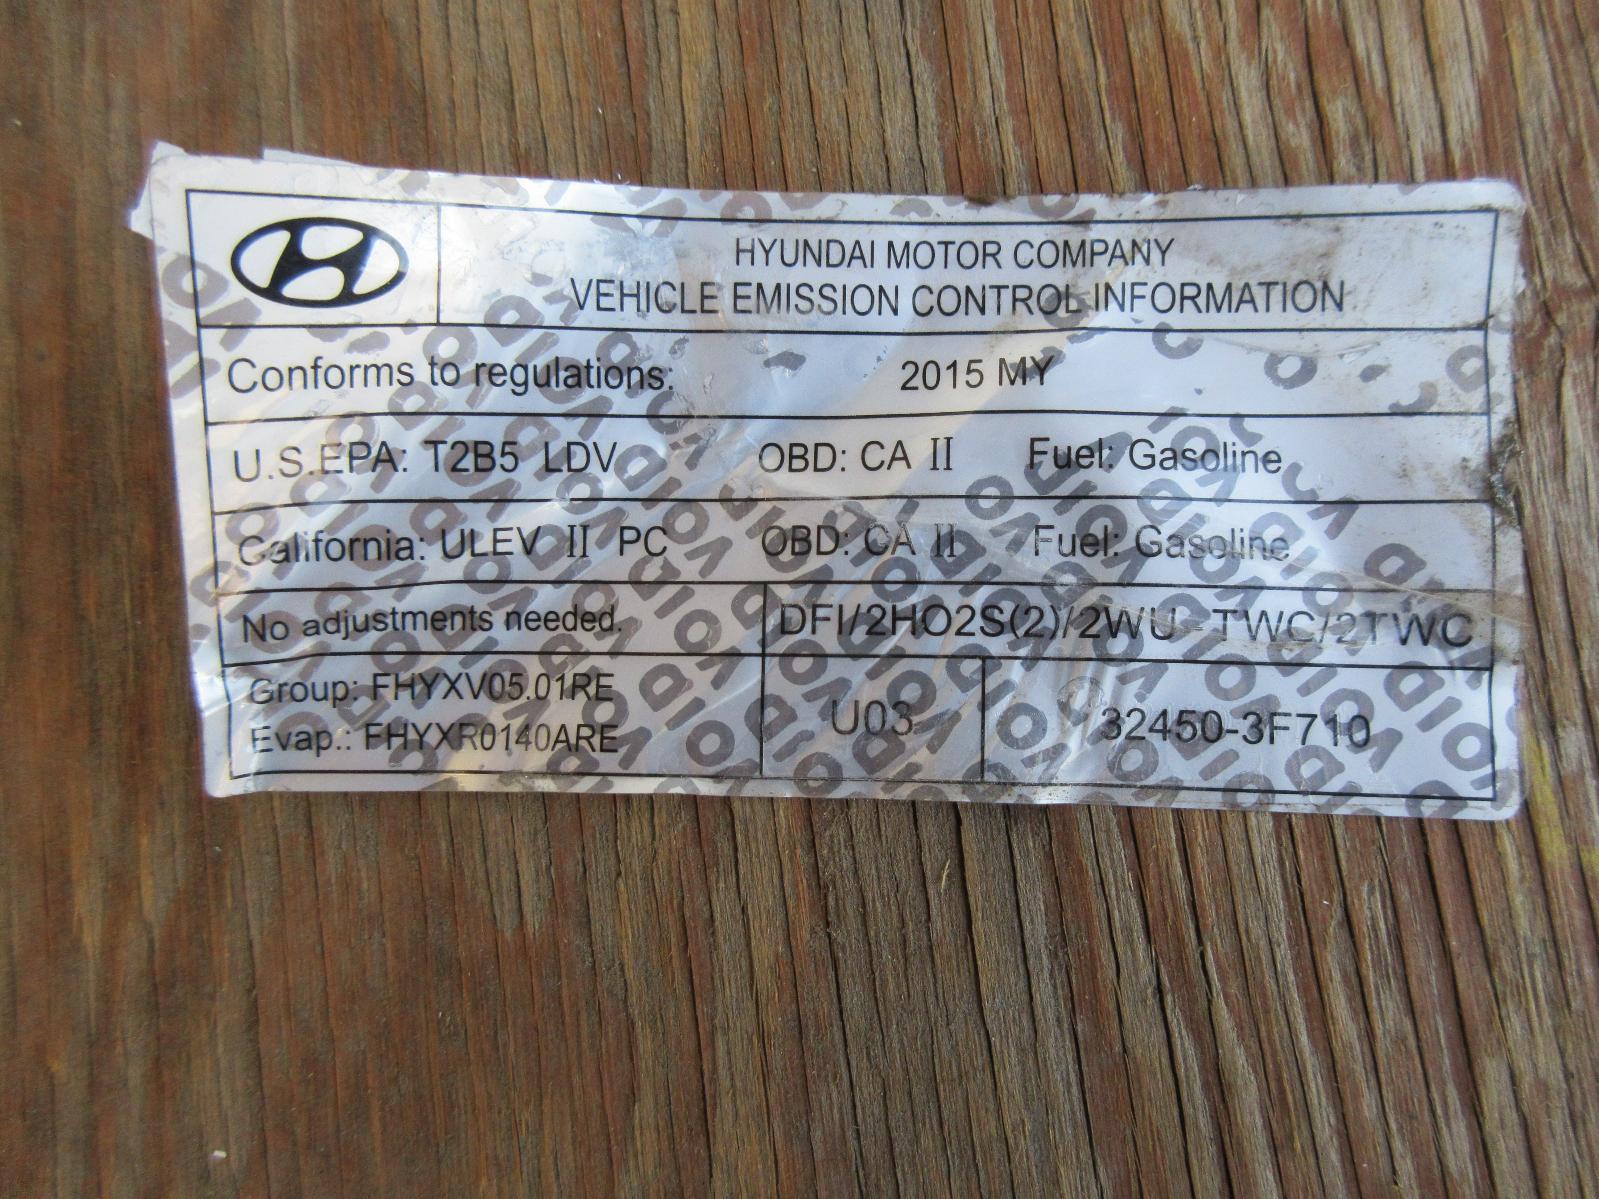 HYUNDAI MOTOR COMPANY
VEHICLE EMISSION CONTROL INFORMATION
Conforms to regulations: 2015 MY
U.S.EPA: T2B5 LDV OBD: CA II Fuel: Gasoline
California: ULEV II PC OBD: CA II Fuel: Gasoline
No adjustments needed. DFI/2HO2S(2)/2WU-TWC/2TWC
Group: FHYXV05.01RE
Evap.: FHYXR0140ARE
U03 32450-3F710